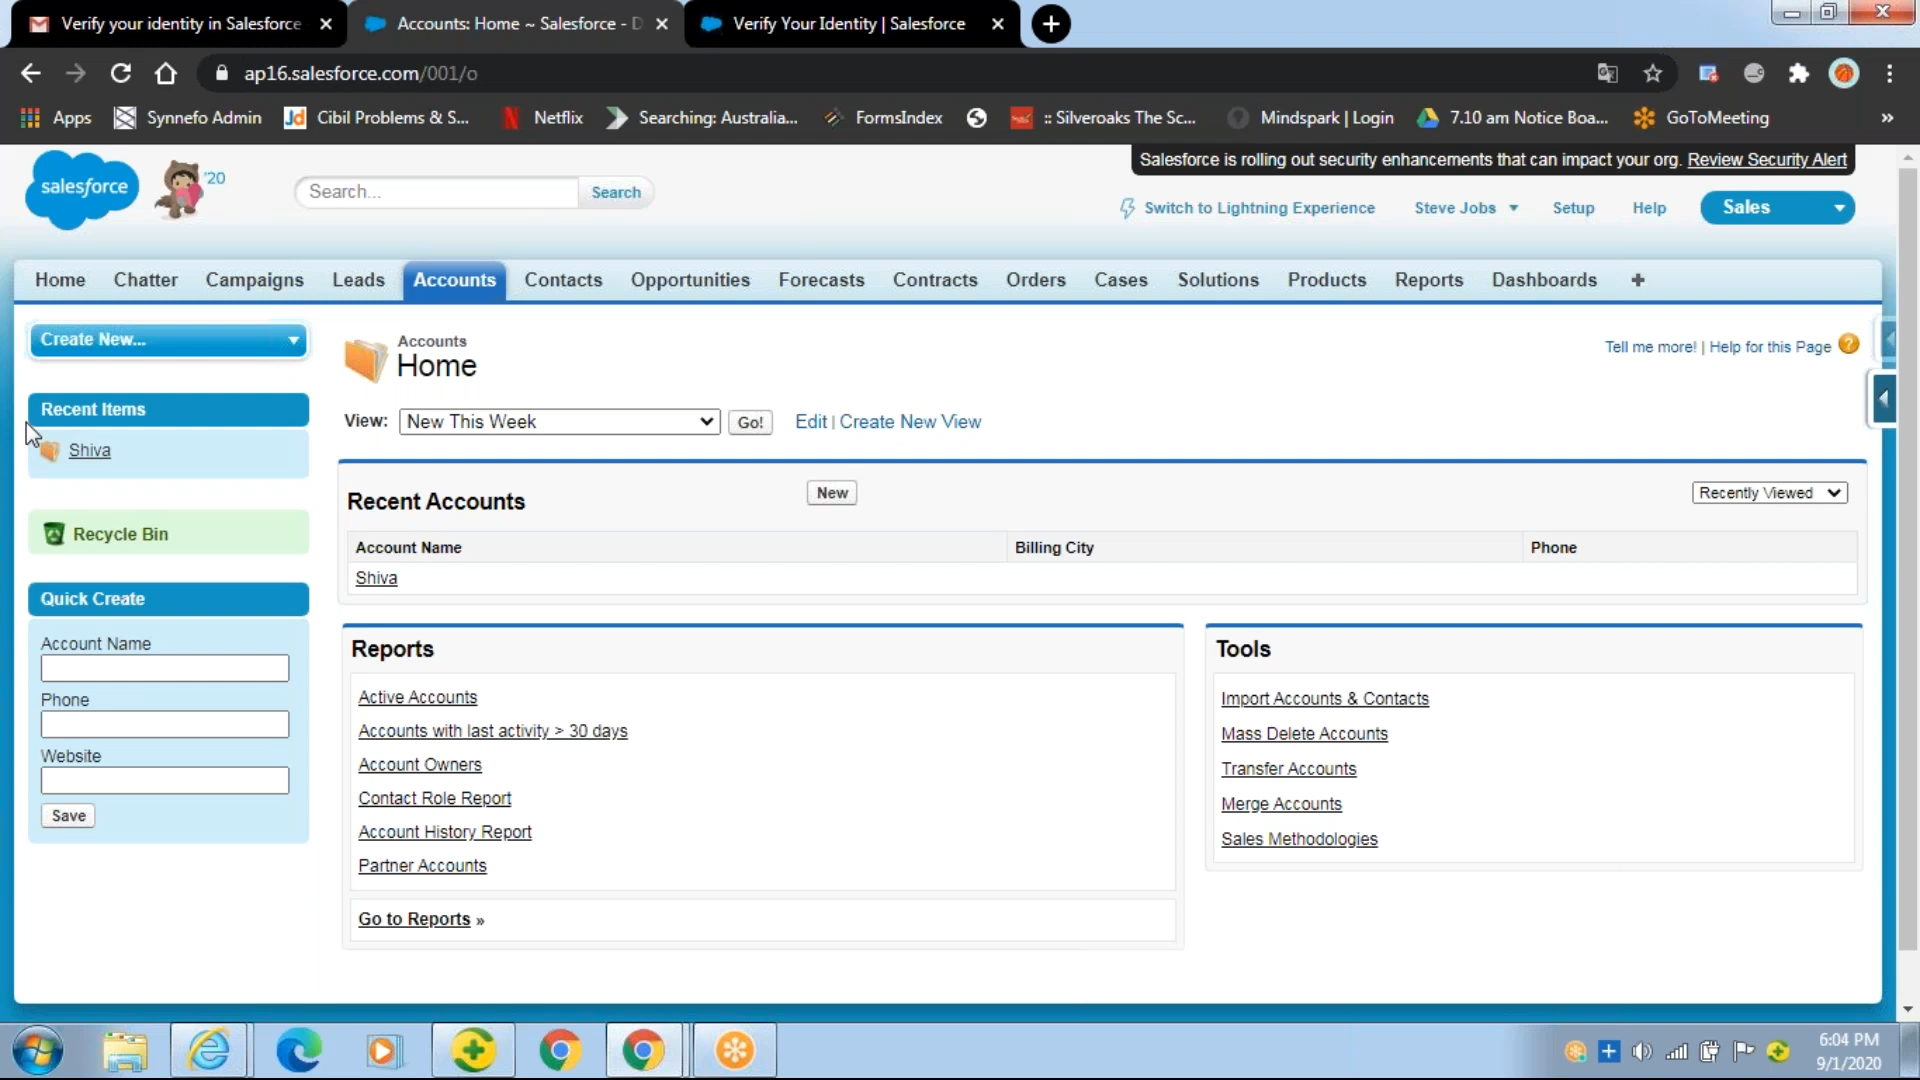 Verify your identity in Salesforce
Accounts: Home ~ Salesforce - D
Verify Your Identity | Salesforce
ap16.salesforce.com/001/o
Apps
Synnefo Admin
Jd
Cibil Problems & S...
Netflix
Searching: Australia...
FormsIndex
:: Silveroaks The Sc...
Mindspark | Login
7.10 am Notice Boa...
GoToMeeting
»
Salesforce is rolling out security enhancements that can impact your org. Review Security Alert
salesforce
'20
Search...
Search
Switch to Lightning Experience
Steve Jobs
Setup
Help
Sales
Home Chatter Campaigns Leads Accounts Contacts Opportunities Forecasts Contracts Orders Cases Solutions Products Reports Dashboards +
Create New...
Accounts
Home
Tell me more! | Help for this Page ?
Recent Items
Shiva
View: New This Week Go! Edit | Create New View
Recycle Bin
Recent Accounts
New
Recently Viewed
Account Name Billing City Phone
Shiva
Quick Create
Account Name
Phone
Website
Save
Reports
Active Accounts
Accounts with last activity > 30 days
Account Owners
Contact Role Report
Account History Report
Partner Accounts
Go to Reports »
Tools
Import Accounts & Contacts
Mass Delete Accounts
Transfer Accounts
Merge Accounts
Sales Methodologies
6:04 PM
9/1/2020